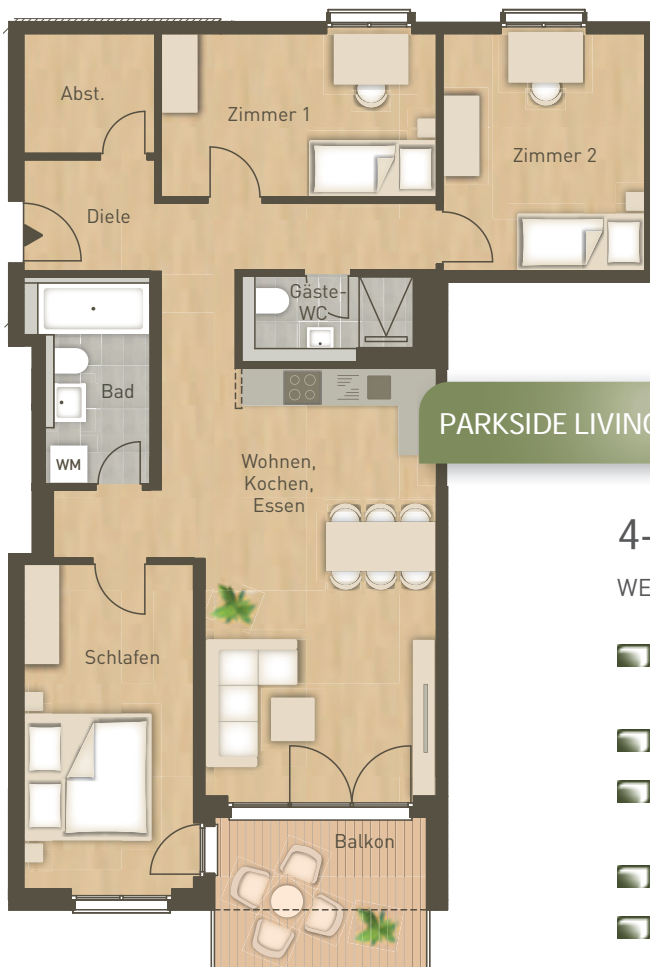 Abst.
Zimmer 1
Zimmer 2
Diele
Gäste-
WC
Bad
PARKSIDE LIVING
WM
Wohnen,
Kochen,
Essen
4-
WE
Schlafen
Balkon